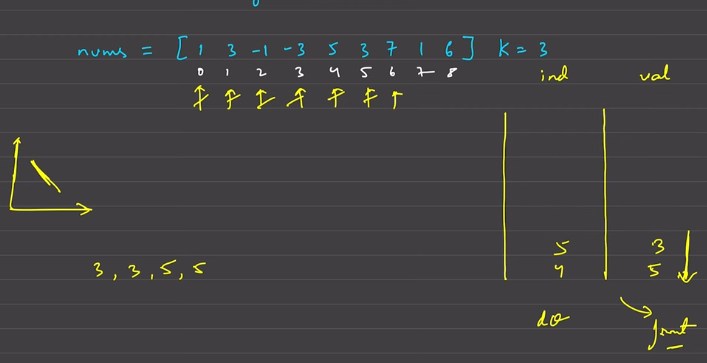 nums = [ 1 3 -1 -3 5 3 7 1 6 ] K = 3
0 1 2 3 4 5 6 7 8
ind val
5 3
3, 3, 5, 5
4 5
dq
front